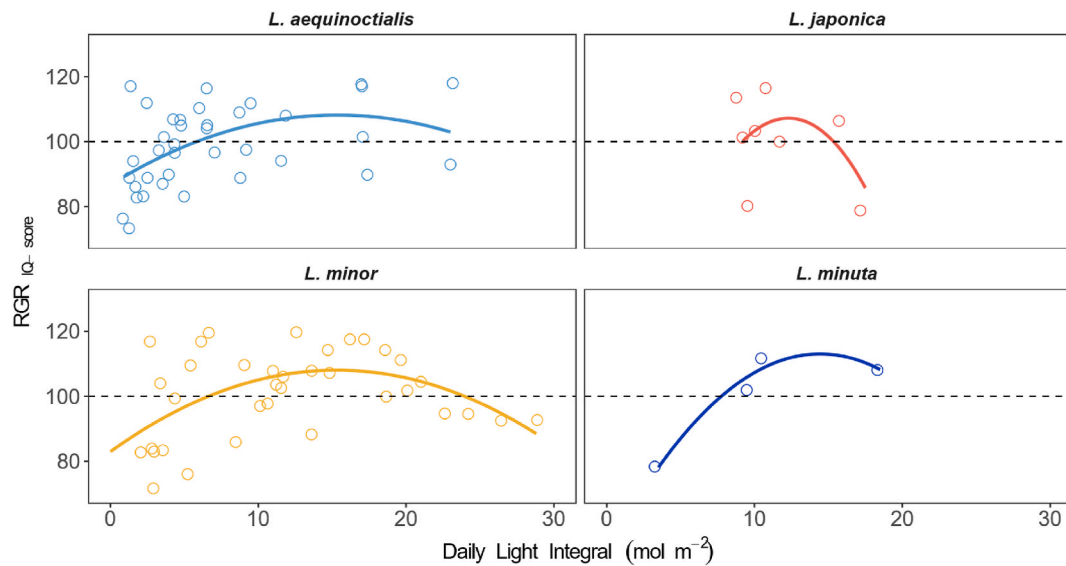 L. aequinoctialis
L. japonica
120
100
80
L. minor
L. minuta
120
100
80
0 10 20 30 0 10 20 30
RGR IQ− score
Daily Light Integral (mol m−2)